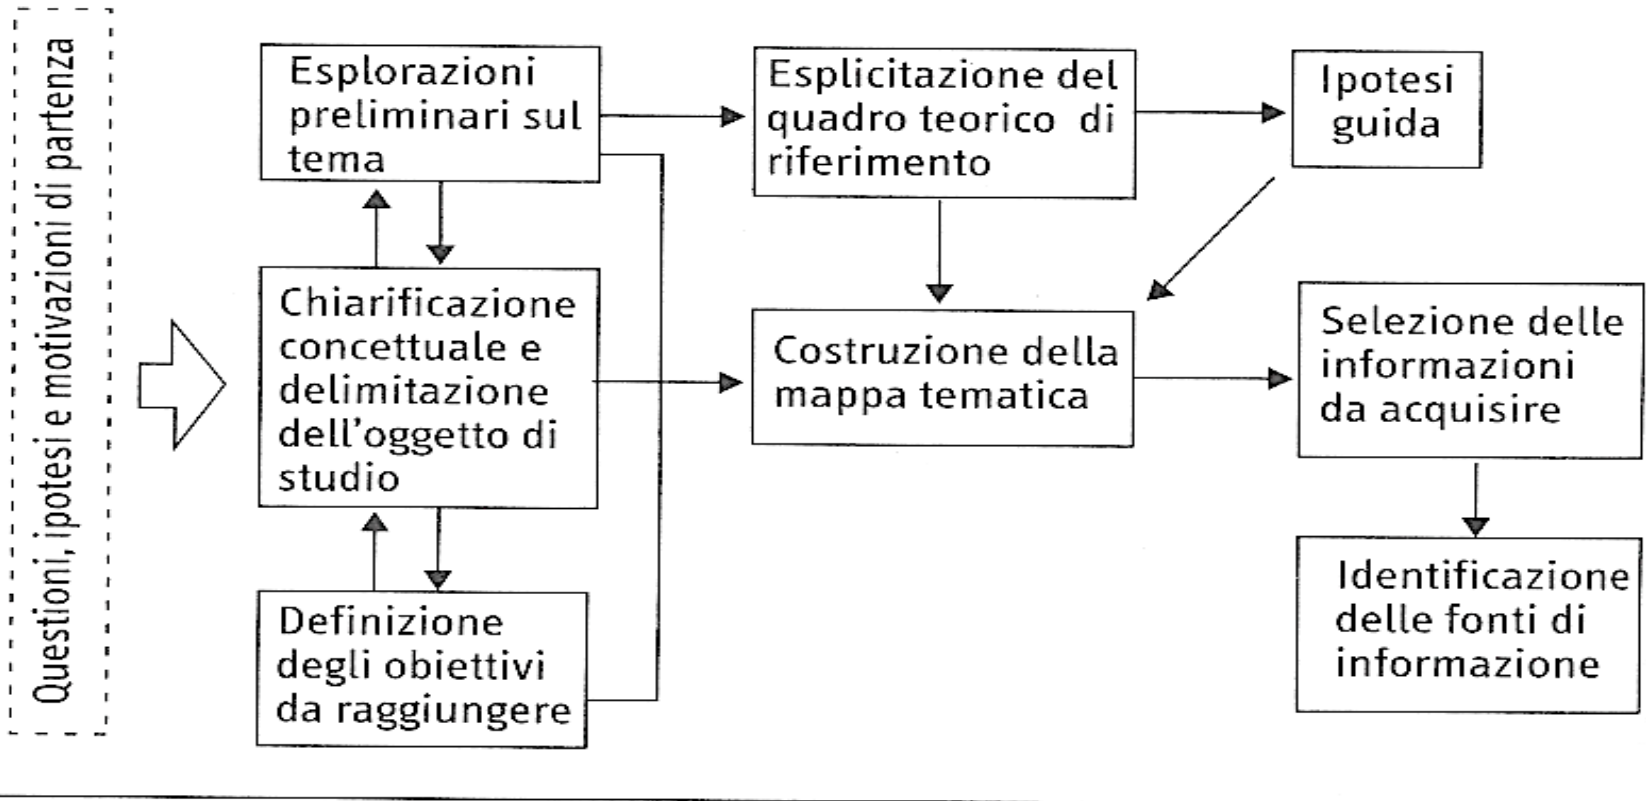 Questioni, ipotesi e motivazioni di partenza
Esplorazioni
preliminari sul
tema
Chiarificazione
concettuale e
delimitazione
dell'oggetto di
studio
Definizione
degli obiettivi
da raggiungere
Esplicitazione del
quadro teorico di
riferimento
Costruzione della
mappa tematica
Ipotesi
guida
Selezione delle
informazioni
da acquisire
Identificazione
delle fonti di
informazione